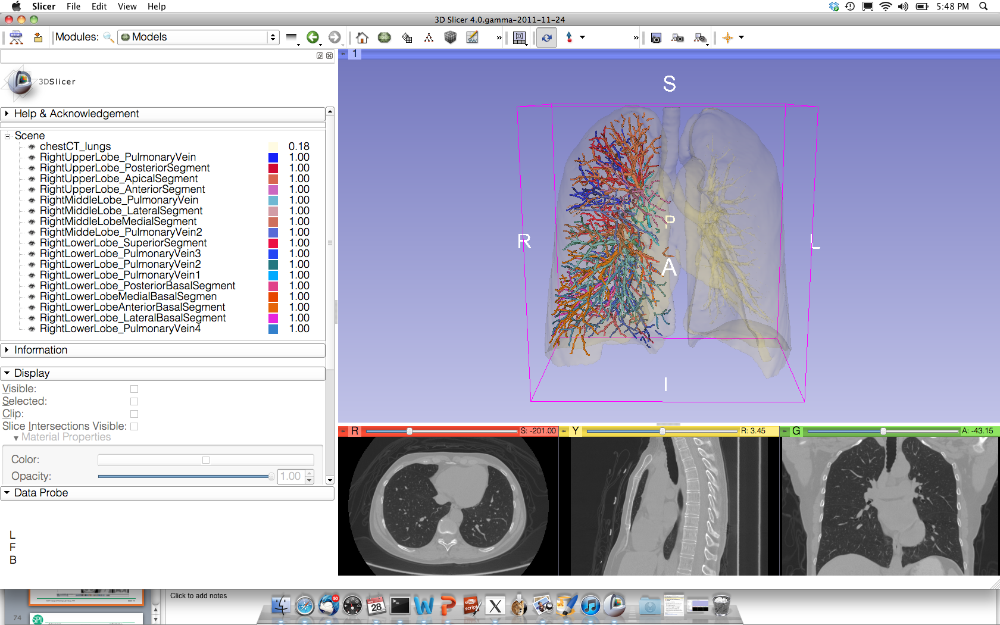 Slicer File Edit View Help 5:48 PM
3D Slicer 4.0.gamma-2011-11-24
Modules: Models » »
1
3DSlicer
Help & Acknowledgement
Scene
chestCT_lungs 0.18
RightUpperLobe_PulmonaryVein 1.00
RightUpperLobe_PosteriorSegment 1.00
RightUpperLobe_ApicalSegment 1.00
RightUpperLobe_AnteriorSegment 1.00
RightMiddleLobe_PulmonaryVein 1.00
RightMiddleLobe_LateralSegment 1.00
RightMiddleLobeMedialSegment 1.00
RightMiddeLobe_PulmonaryVein2 1.00
RightLowerLobe_SuperiorSegment 1.00
RightLowerLobe_PulmonaryVein3 1.00
RightLowerLobe_PulmonaryVein2 1.00
RightLowerLobe_PulmonaryVein1 1.00
RightLowerLobe_PosteriorBasalSegment 1.00
RightLowerLobeMedialBasalSegmen 1.00
RightLowerLobeAnteriorBasalSegment 1.00
RightLowerLobe_LateralBasalSegment 1.00
RightLowerLobe_PulmonaryVein4 1.00
Information
Display
Visible:
Selected:
Clip:
Slice Intersections Visible:
Material Properties
Color:
Opacity: 1.00
Data Probe
L
F
B
S
P
R
L
A
I
R S: -201.00
Y R: 3.45
G A: -43.15
74
SPL
Click to add notes
50
NOV
28
script